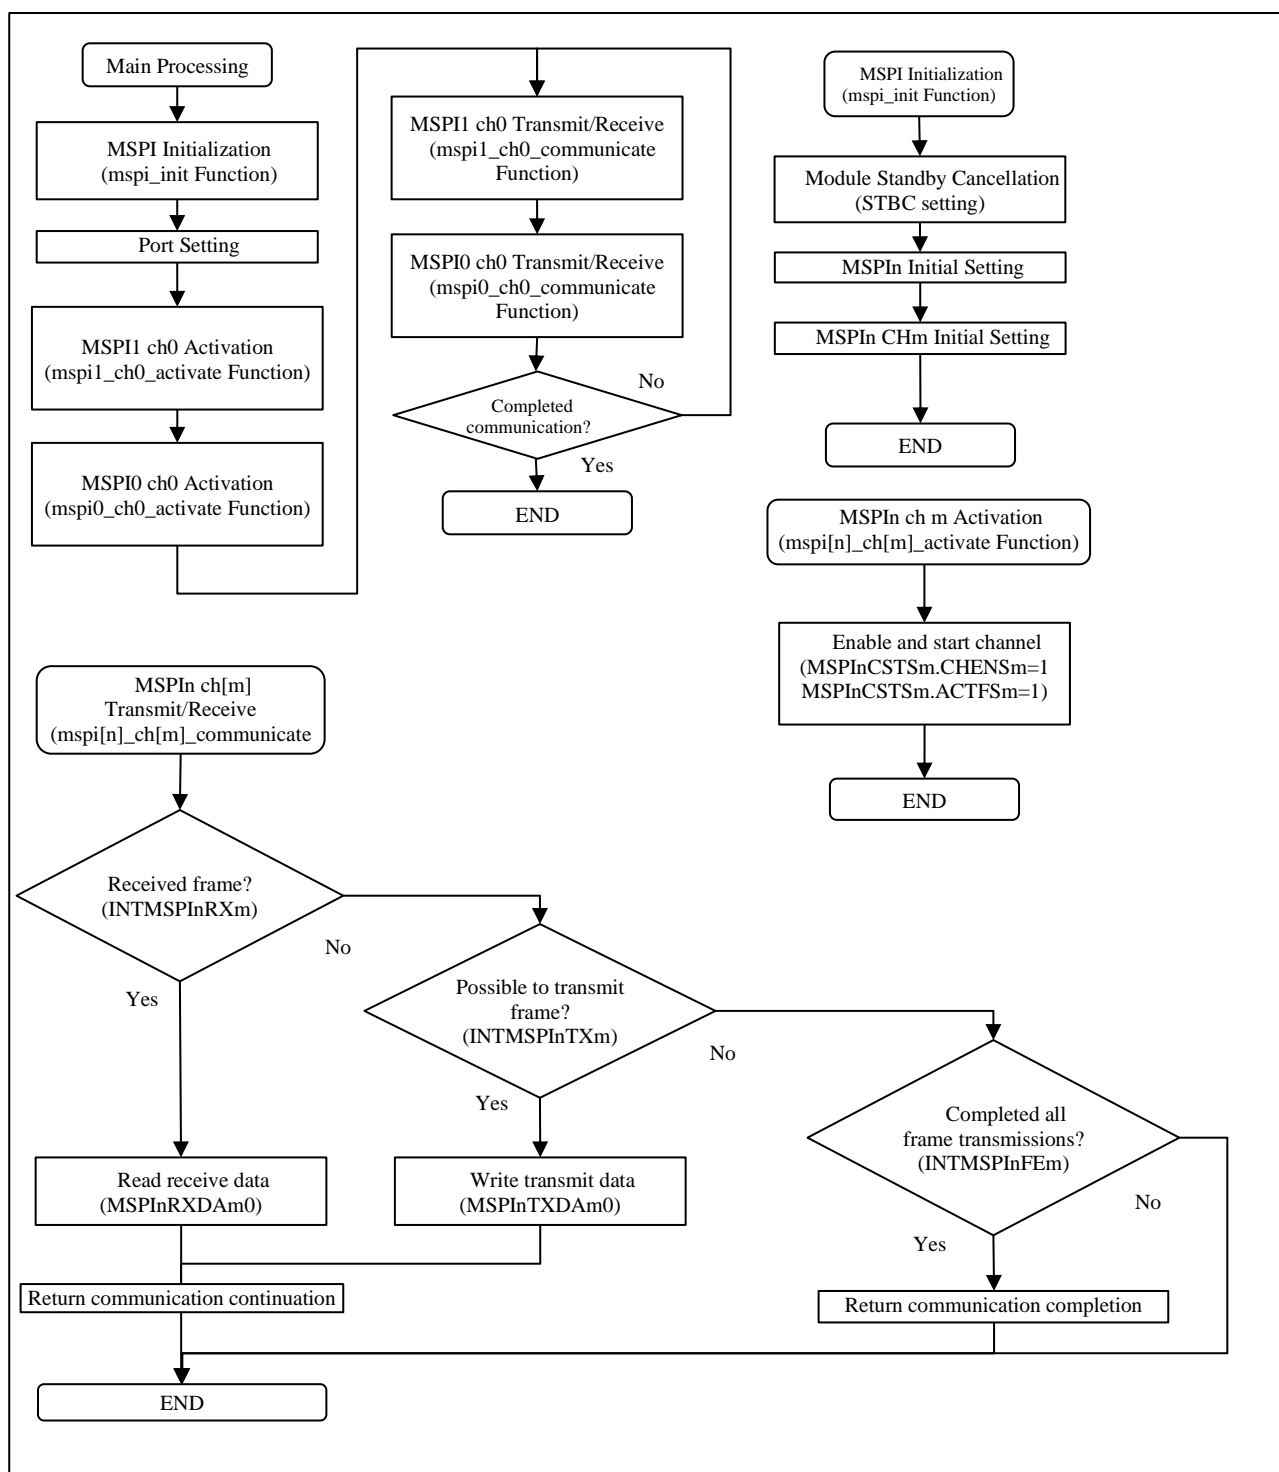 Main Processing
MSPI Initialization
(mspi_init Function)
Port Setting
MSPI1 ch0 Activation
(mspi1_ch0_activate Function)
MSPI0 ch0 Activation
(mspi0_ch0_activate Function)
MSPI1 ch0 Transmit/Receive
(mspi1_ch0_communicate
Function)
MSPI0 ch0 Transmit/Receive
(mspi0_ch0_communicate
Function)
No
Completed
communication?
Yes
END
MSPI Initialization
(mspi_init Function)
Module Standby Cancellation
(STBC setting)
MSPIn Initial Setting
MSPIn CHm Initial Setting
END
MSPIn ch m Activation
(mspi[n]_ch[m]_activate Function)
Enable and start channel
(MSPInCSTSm.CHENSm=1
MSPInCSTSm.ACTFSm=1)
END
MSPIn ch[m]
Transmit/Receive
(mspi[n]_ch[m]_communicate
Received frame?
(INTMSPInRXm)
No
Yes
Possible to transmit
frame?
(INTMSPInTXm)
No
Yes
Completed all
frame transmissions?
(INTMSPInFEm)
No
Yes
Read receive data
(MSPInRXDAm0)
Write transmit data
(MSPInTXDAm0)
Return communication continuation
Return communication completion
END